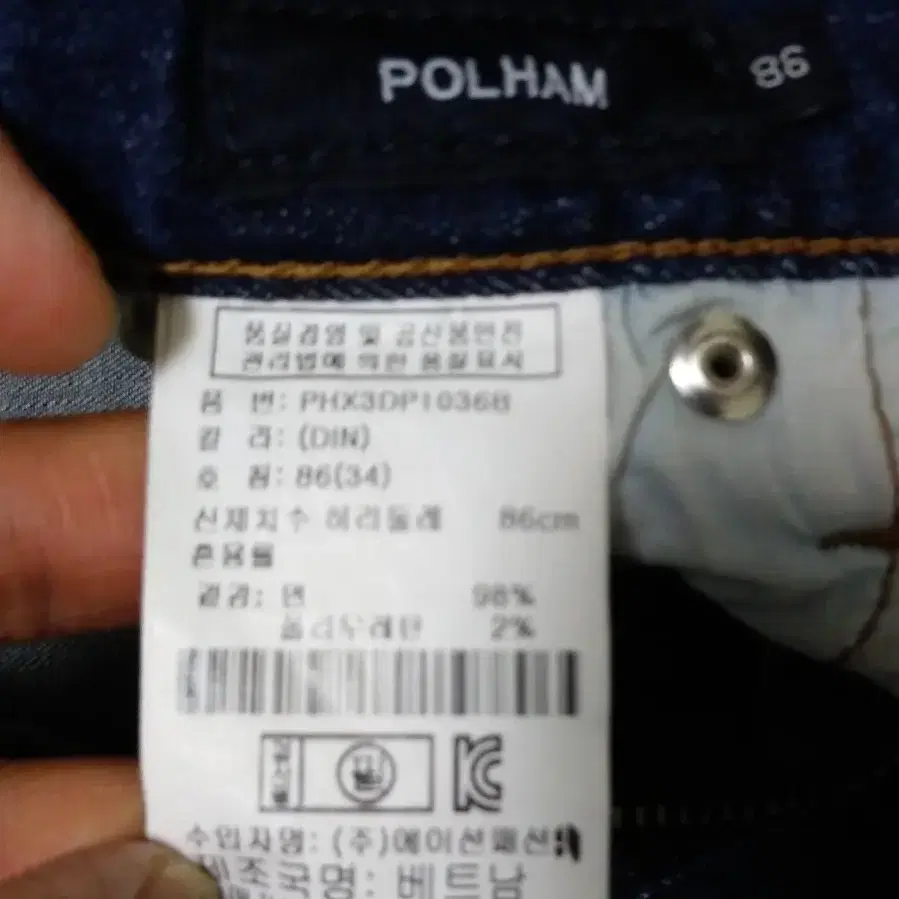 POLHAM
86
품질경영 및 공산품안전
관리법에 의한 품질표시
품 번: PHX3DP1036B
칼 라: (DIN)
호 칭: 86(34)
신체치수 허리둘레 86cm
혼용률
겉감: 면 98%
폴리우레탄 2%
수입자명: (주)에이션패션
제조국명: 베트남